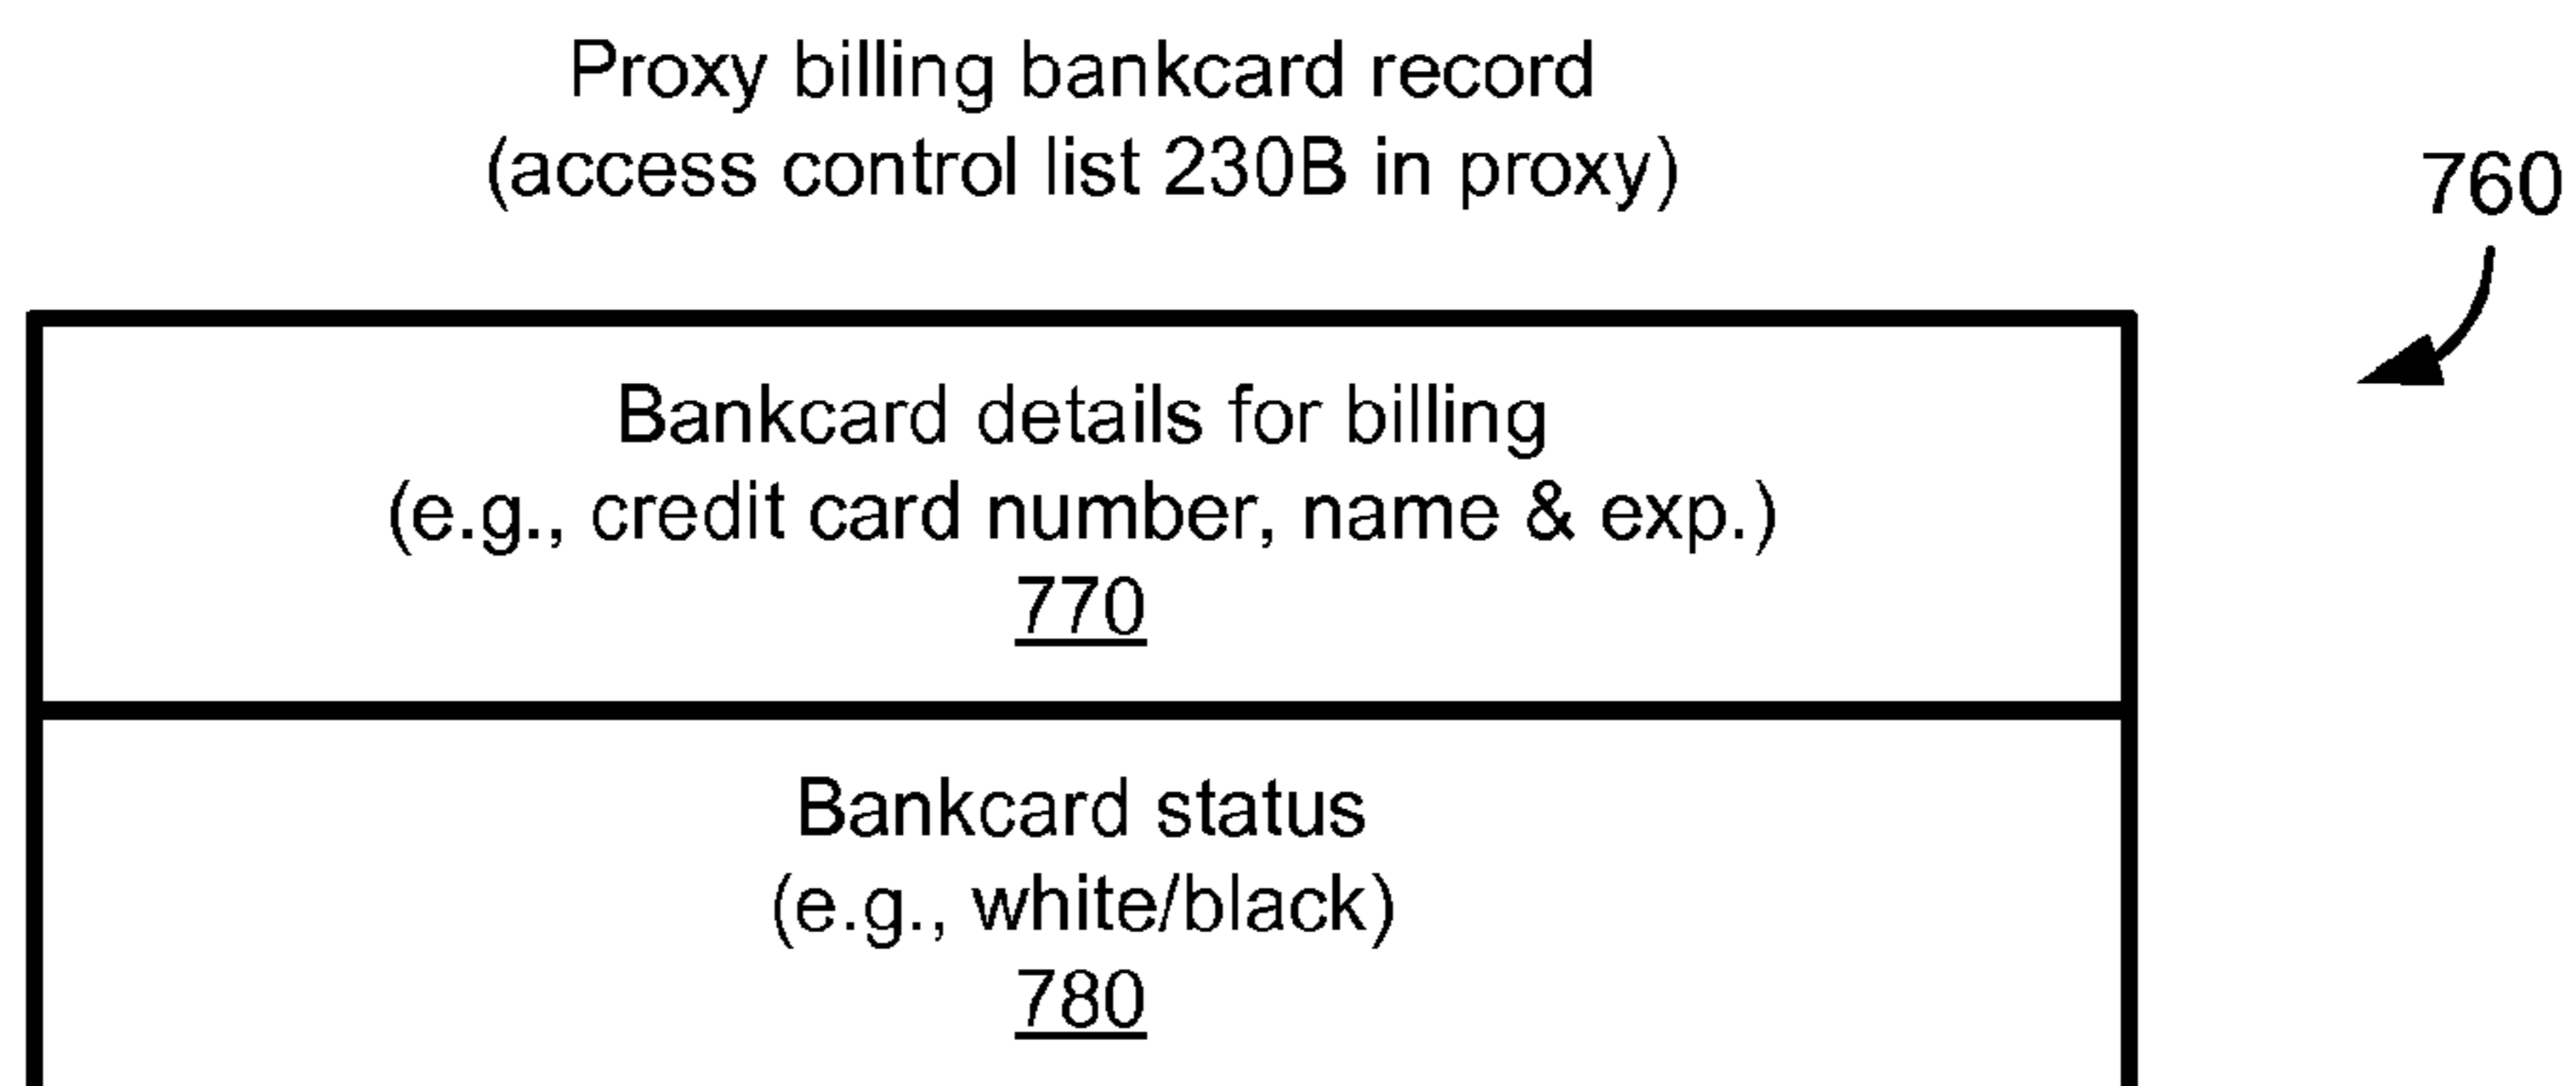 Proxy billing bankcard record
(access control list 230B in proxy)
760
Bankcard details for billing
(e.g., credit card number, name & exp.)
770
Bankcard status
(e.g., white/black)
780